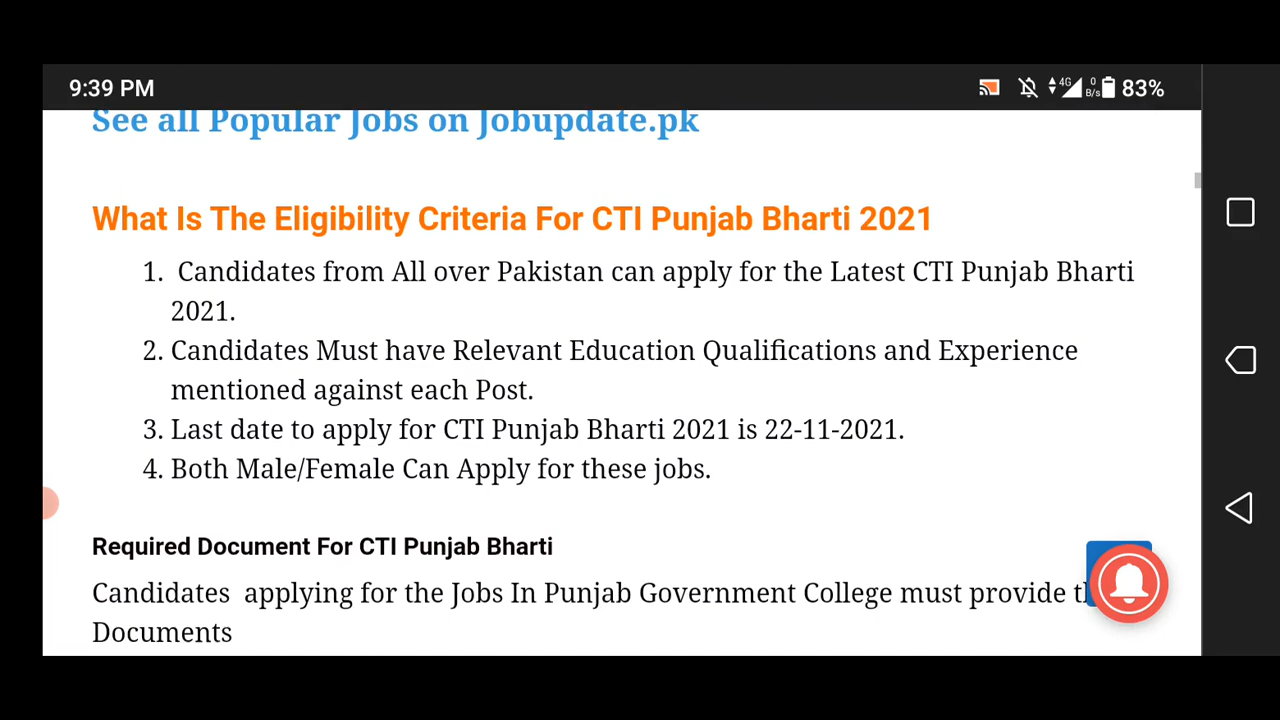 9:39 PM
4G 0 B/s 83%
See all Popular Jobs on Jobupdate.pk
What Is The Eligibility Criteria For CTI Punjab Bharti 2021
1. Candidates from All over Pakistan can apply for the Latest CTI Punjab Bharti
2021.
2. Candidates Must have Relevant Education Qualifications and Experience
mentioned against each Post.
3. Last date to apply for CTI Punjab Bharti 2021 is 22-11-2021.
4. Both Male/Female Can Apply for these jobs.
Required Document For CTI Punjab Bharti
Candidates applying for the Jobs In Punjab Government College must provide
Documents